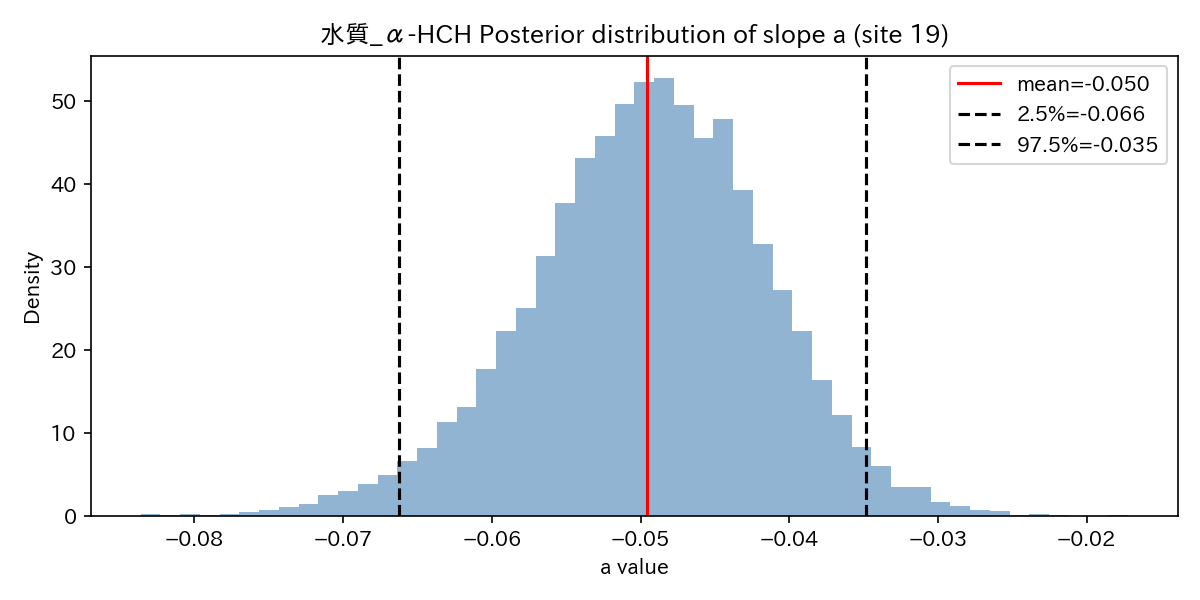 水質_α-HCH Posterior distribution of slope a (site 19)
mean=-0.050
2.5%=-0.066
97.5%=-0.035
Density
50
40
30
20
10
0
−0.08 −0.07 −0.06 −0.05 −0.04 −0.03 −0.02
a value